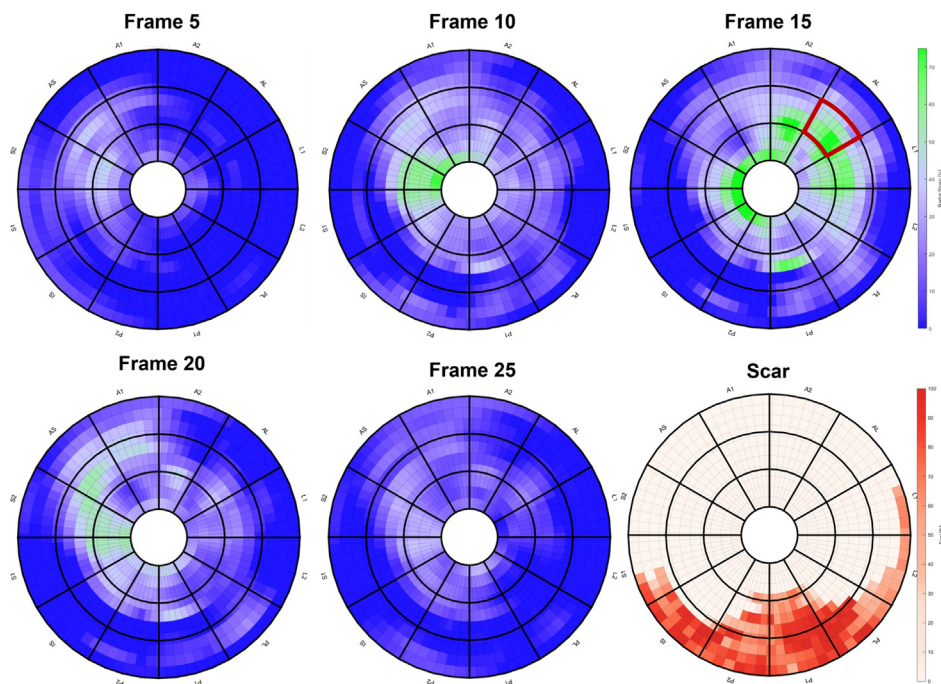 Frame 5
Frame 10
Frame 15
A1 A2
AS AL
S2 L1
S1 L2
IS PL
P2 P1
A1 A2
AS AL
S2 L1
S1 L2
IS PL
P2 P1
A1 A2
AS AL
S2 L1
S1 L2
IS PL
P2 P1
70
60
50
40
30
20
10
0
Radial Strain [%]
Frame 20
Frame 25
Scar
A1 A2
AS AL
S2 L1
S1 L2
IS PL
P2 P1
A1 A2
AS AL
S2 L1
S1 L2
IS PL
P2 P1
A1 A2
AS AL
S2 L1
S1 L2
IS PL
P2 P1
100
90
80
70
60
50
40
30
20
10
0